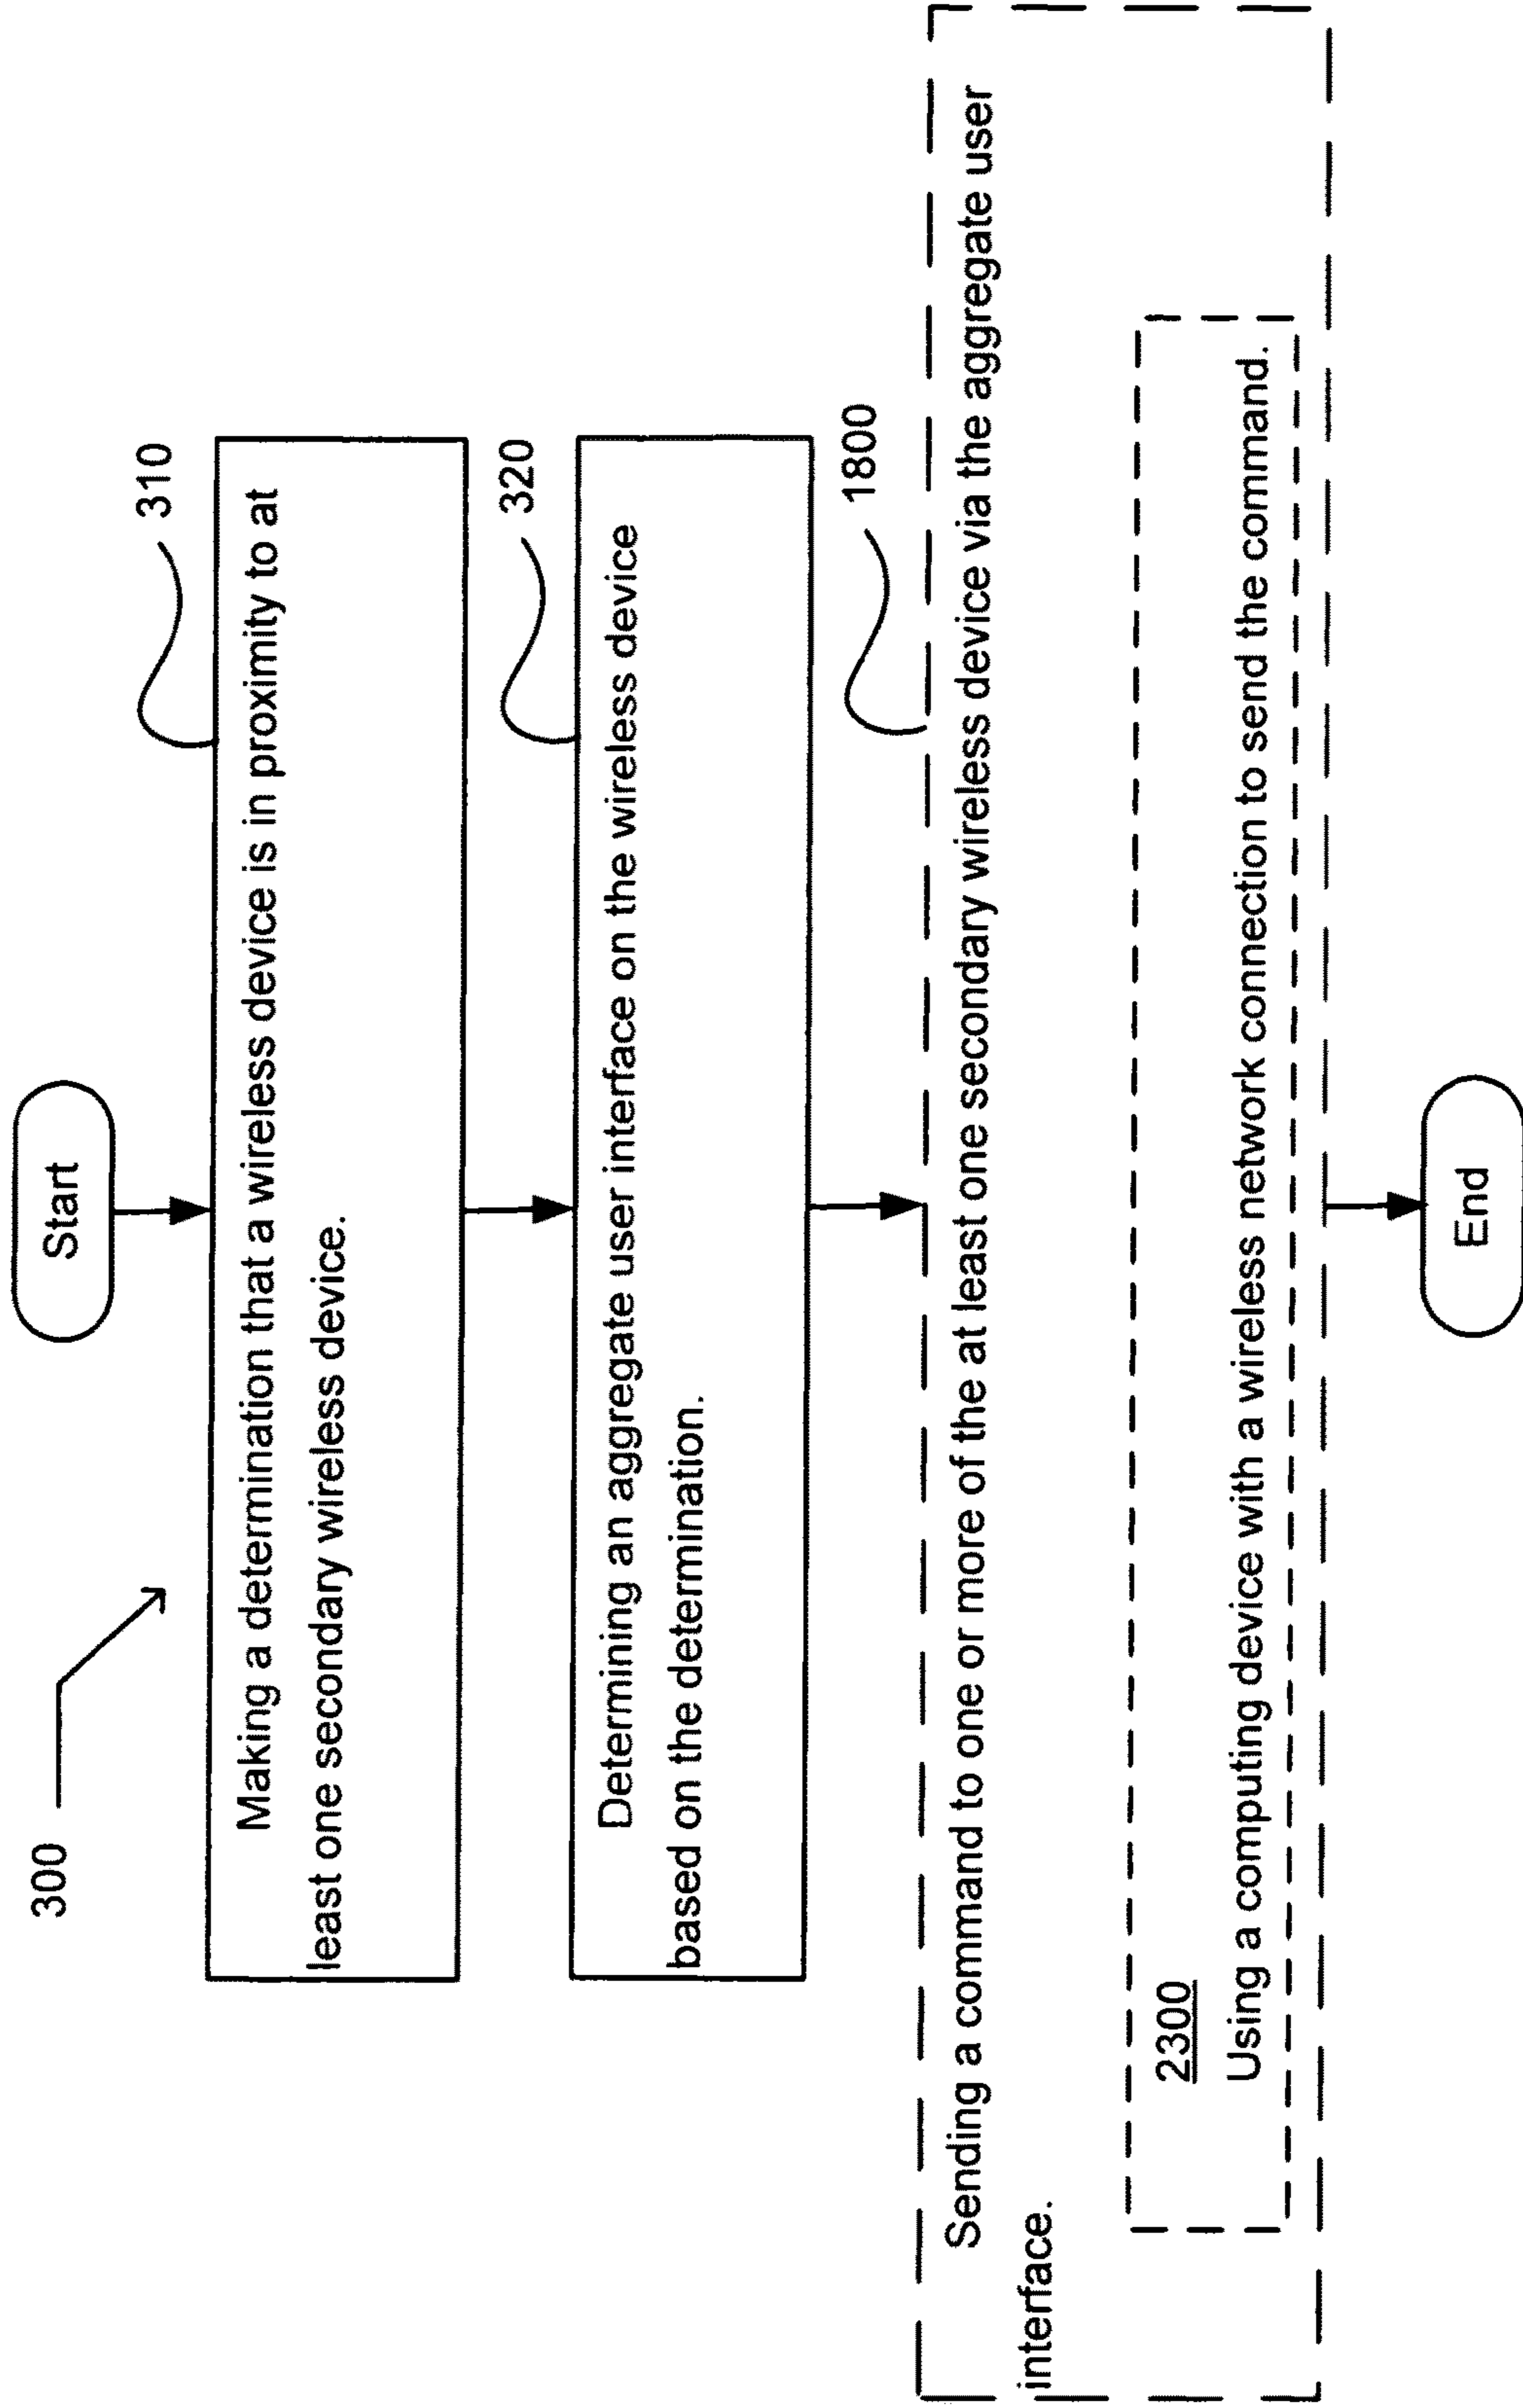 Start
300
310
Making a determination that a wireless device is in proximity to at
least one secondary wireless device.
320
Determining an aggregate user interface on the wireless device
based on the determination.
1800
Sending a command to one or more of the at least one secondary wireless device via the aggregate user
interface.
2300
Using a computing device with a wireless network connection to send the command.
End